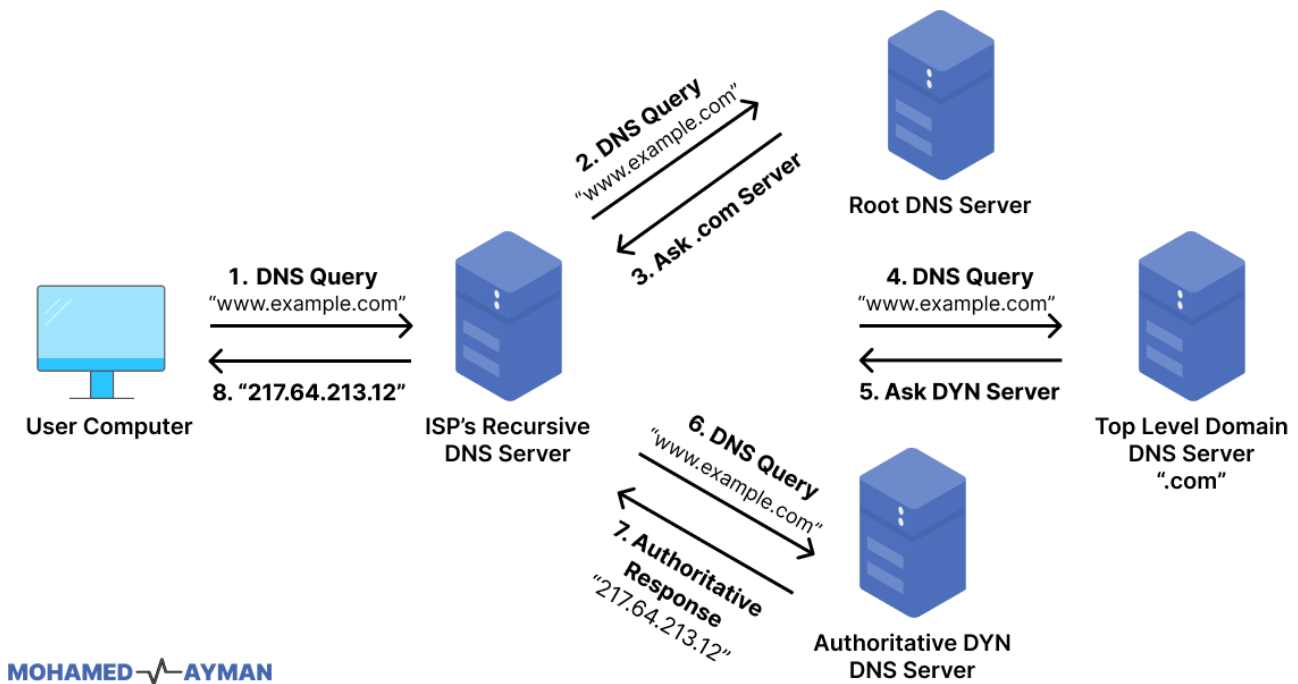 1. DNS Query
“www.example.com”
8. “217.64.213.12”
User Computer
ISP’s Recursive
DNS Server
2. DNS Query
“www.example.com”
3. Ask .com Server
Root DNS Server
4. DNS Query
“www.example.com”
5. Ask DYN Server
Top Level Domain
DNS Server
“.com”
6. DNS Query
“www.example.com”
7. Authoritative
Response
“217.64.213.12”
Authoritative DYN
DNS Server
MOHAMED AYMAN